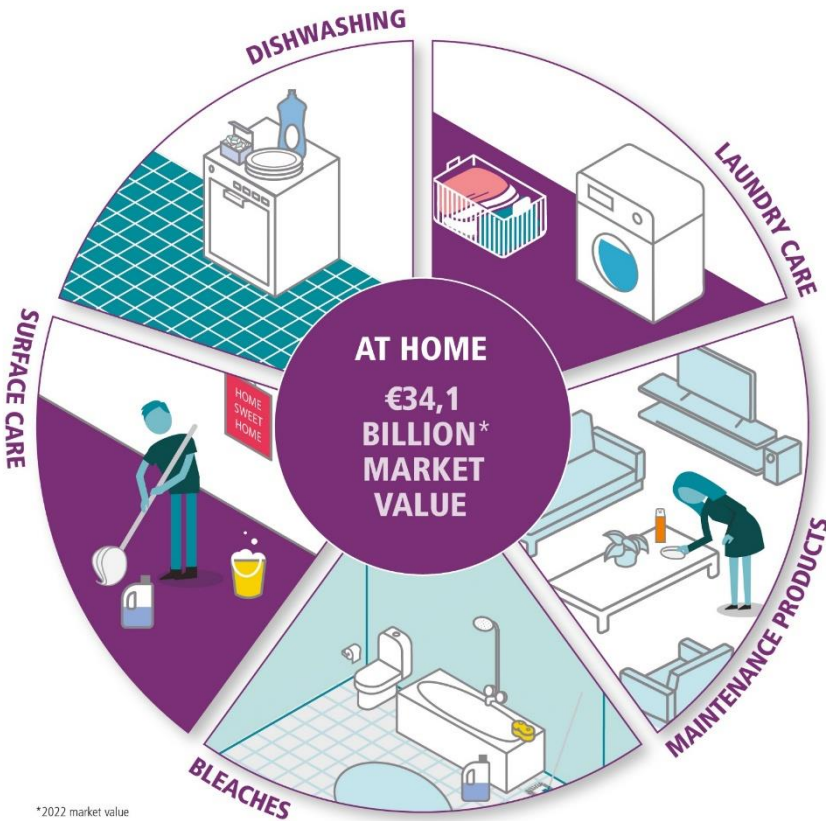 DISHWASHING
LAUNDRY CARE
SURFACE CARE
HOME
SWEET
HOME
AT HOME
€34,1
BILLION*
MARKET
VALUE
MAINTENANCE PRODUCTS
BLEACHES
*2022 market value